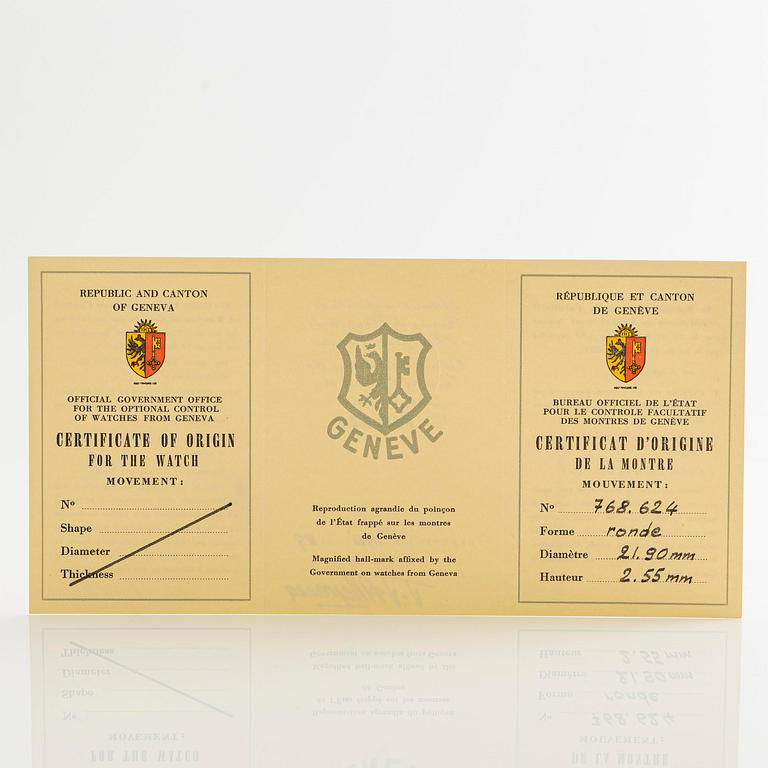 REPUBLIC AND CANTON
OF GENEVA
OFFICIAL GOVERNMENT OFFICE
FOR THE OPTIONAL CONTROL
OF WATCHES FROM GENEVA
CERTIFICATE OF ORIGIN
FOR THE WATCH
MOVEMENT:
No
Shape
Diameter
Thickness
GENEVE
Reproduction agrandie du poinçon
de l'État frappé sur les montres
de Genève
Magnified hall-mark affixed by the
Government on watches from Geneva
RÉPUBLIQUE ET CANTON
DE GENÈVE
BUREAU OFFICIEL DE L'ÉTAT
POUR LE CONTROLE FACULTATIF
DES MONTRES DE GENÈVE
CERTIFICAT D'ORIGINE
DE LA MONTRE
MOUVEMENT:
No 768.624
Forme ronde
Diamètre 21.90 mm
Hauteur 2.55 mm